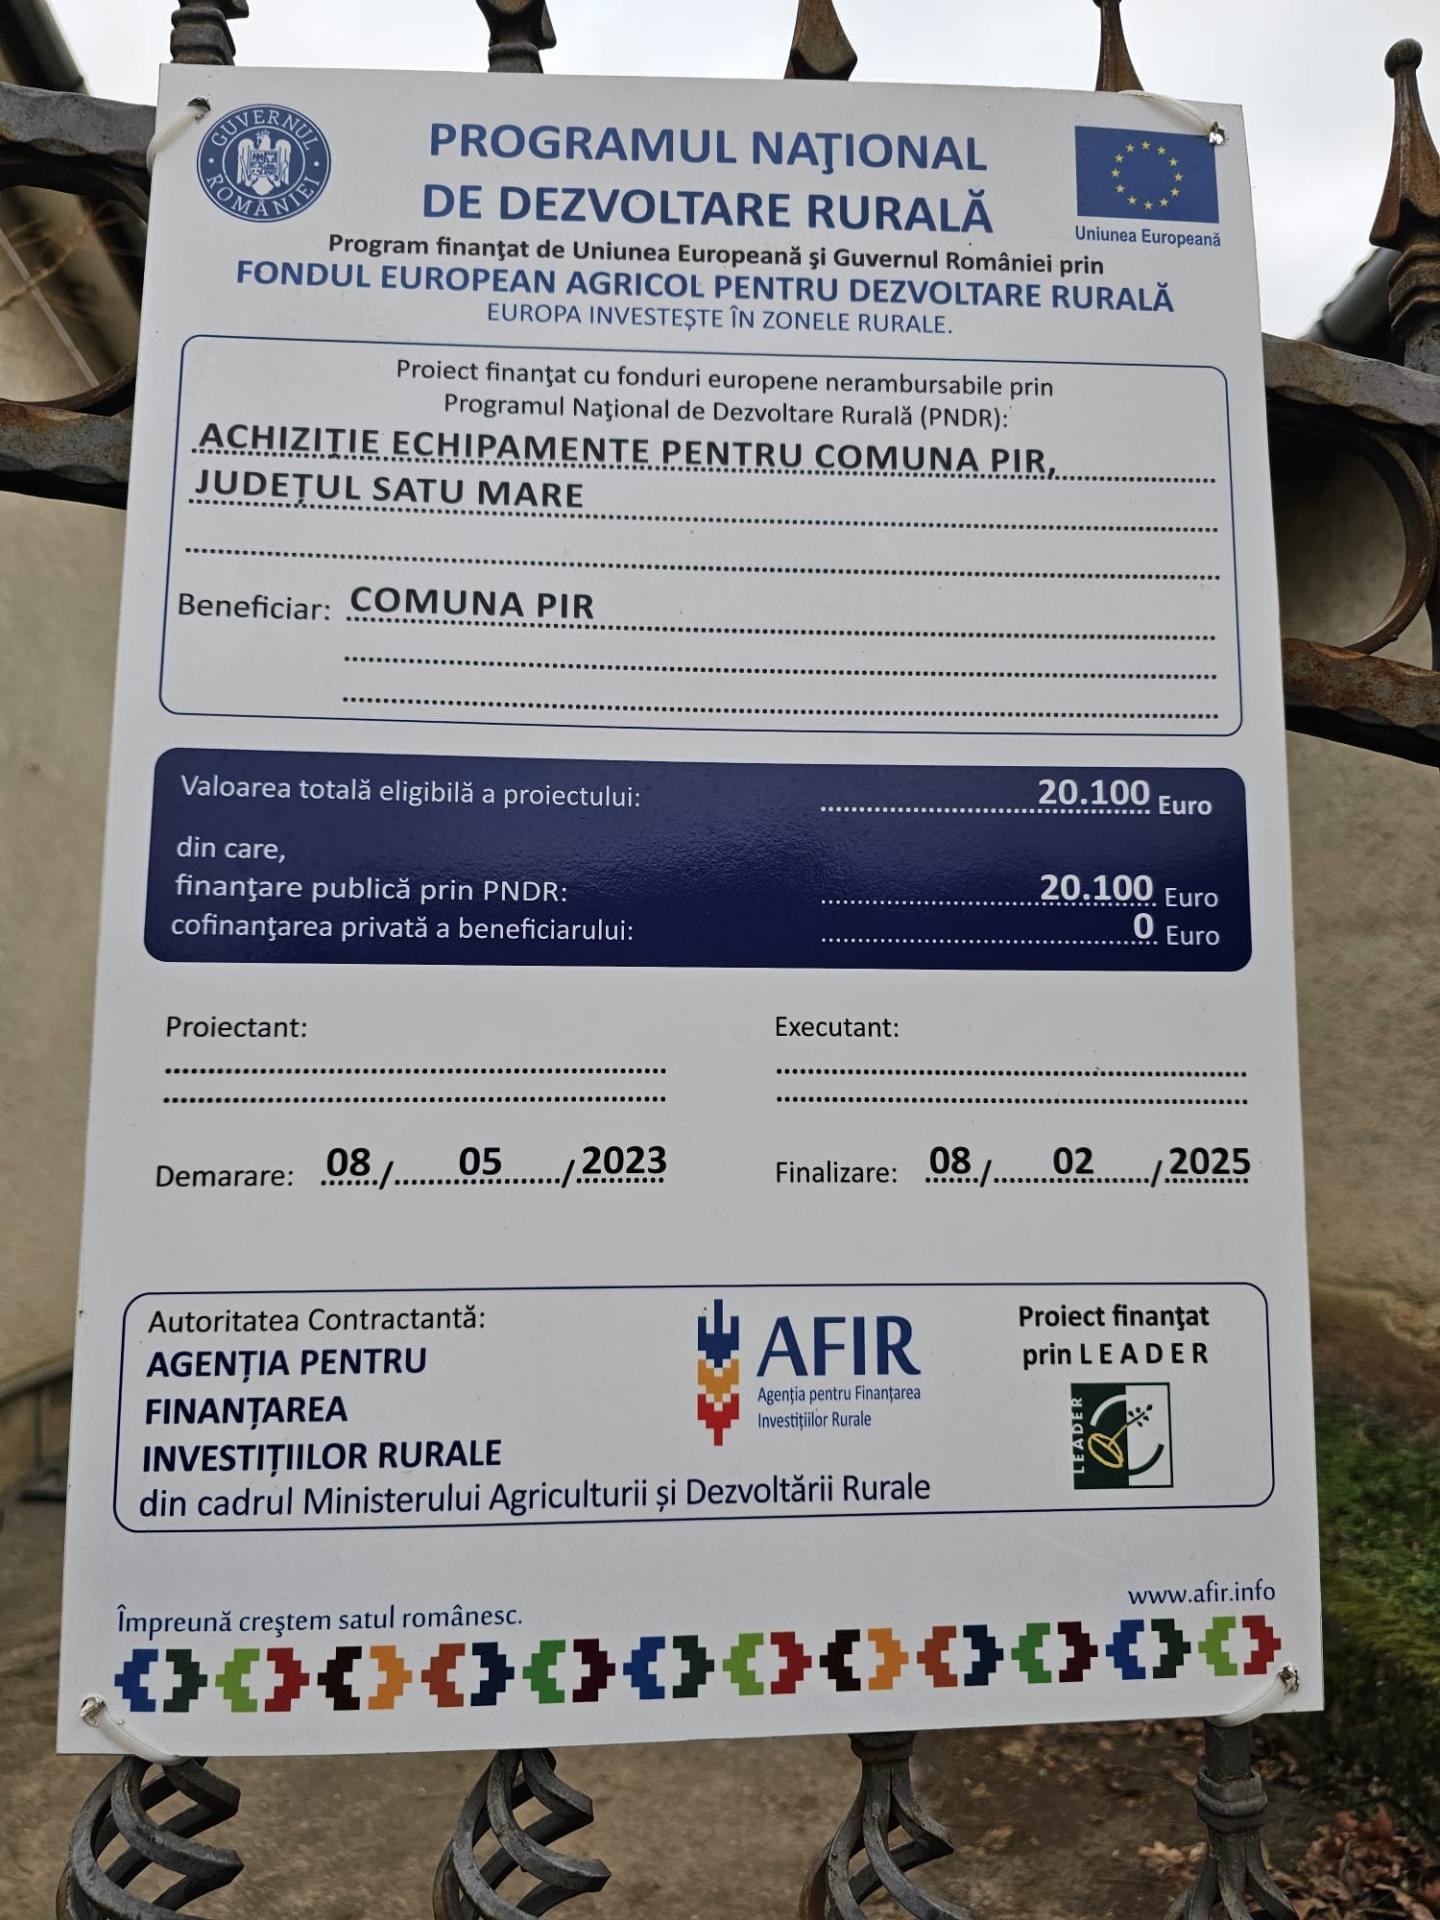 GUVERNUL ROMÂNIEI
PROGRAMUL NAŢIONAL
DE DEZVOLTARE RURALĂ
Uniunea Europeană
Program finanţat de Uniunea Europeană şi Guvernul României prin
FONDUL EUROPEAN AGRICOL PENTRU DEZVOLTARE RURALĂ
EUROPA INVESTEŞTE ÎN ZONELE RURALE.
Proiect finanţat cu fonduri europene nerambursabile prin
Programul Naţional de Dezvoltare Rurală (PNDR):
ACHIZIȚIE ECHIPAMENTE PENTRU COMUNA PIR,
JUDEȚUL SATU MARE
Beneficiar: COMUNA PIR
Valoarea totală eligibilă a proiectului: 20.100 Euro
din care,
finanţare publică prin PNDR: 20.100 Euro
cofinanţarea privată a beneficiarului: 0 Euro
Proiectant: Executant:
Demarare: 08/05/2023 Finalizare: 08/02/2025
Autoritatea Contractantă:
AGENȚIA PENTRU
FINANȚAREA
INVESTIȚIILOR RURALE
din cadrul Ministerului Agriculturii și Dezvoltării Rurale
AFIR
Agenția pentru Finanțarea
Investițiilor Rurale
Proiect finanţat
prin LEADER
LEADER
Împreună creştem satul românesc.
www.afir.info